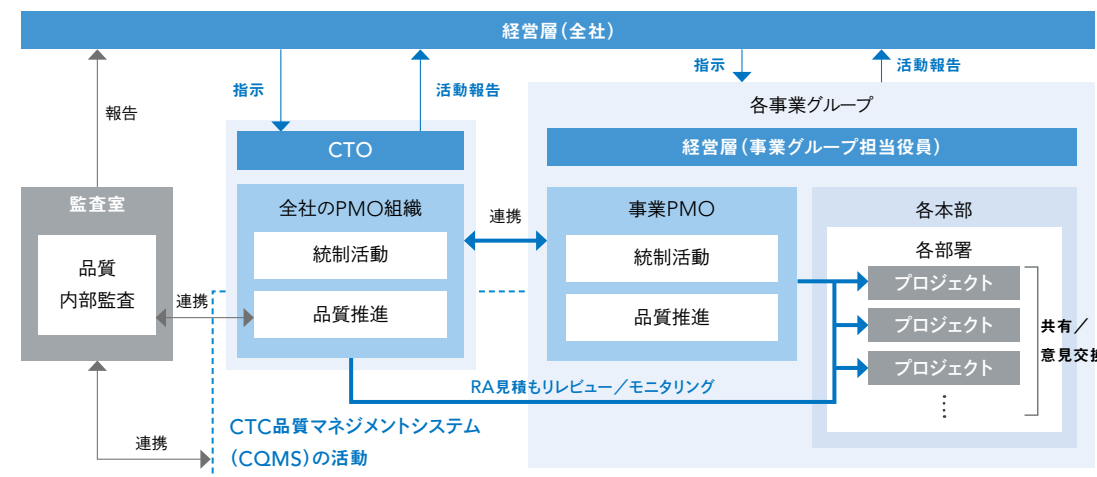 経営層(全社)
指示
活動報告
指示
活動報告
報告
各事業グループ
CTO
経営層(事業グループ担当役員)
監査室
全社のPMO組織
連携
事業PMO
各本部
品質
内部監査
統制活動
統制活動
各部署
プロジェクト
連携
品質推進
品質推進
プロジェクト
共有／
意見交換
プロジェクト
RA見積もりレビュー／モニタリング
CTC品質マネジメントシステム
(CQMS)の活動
連携